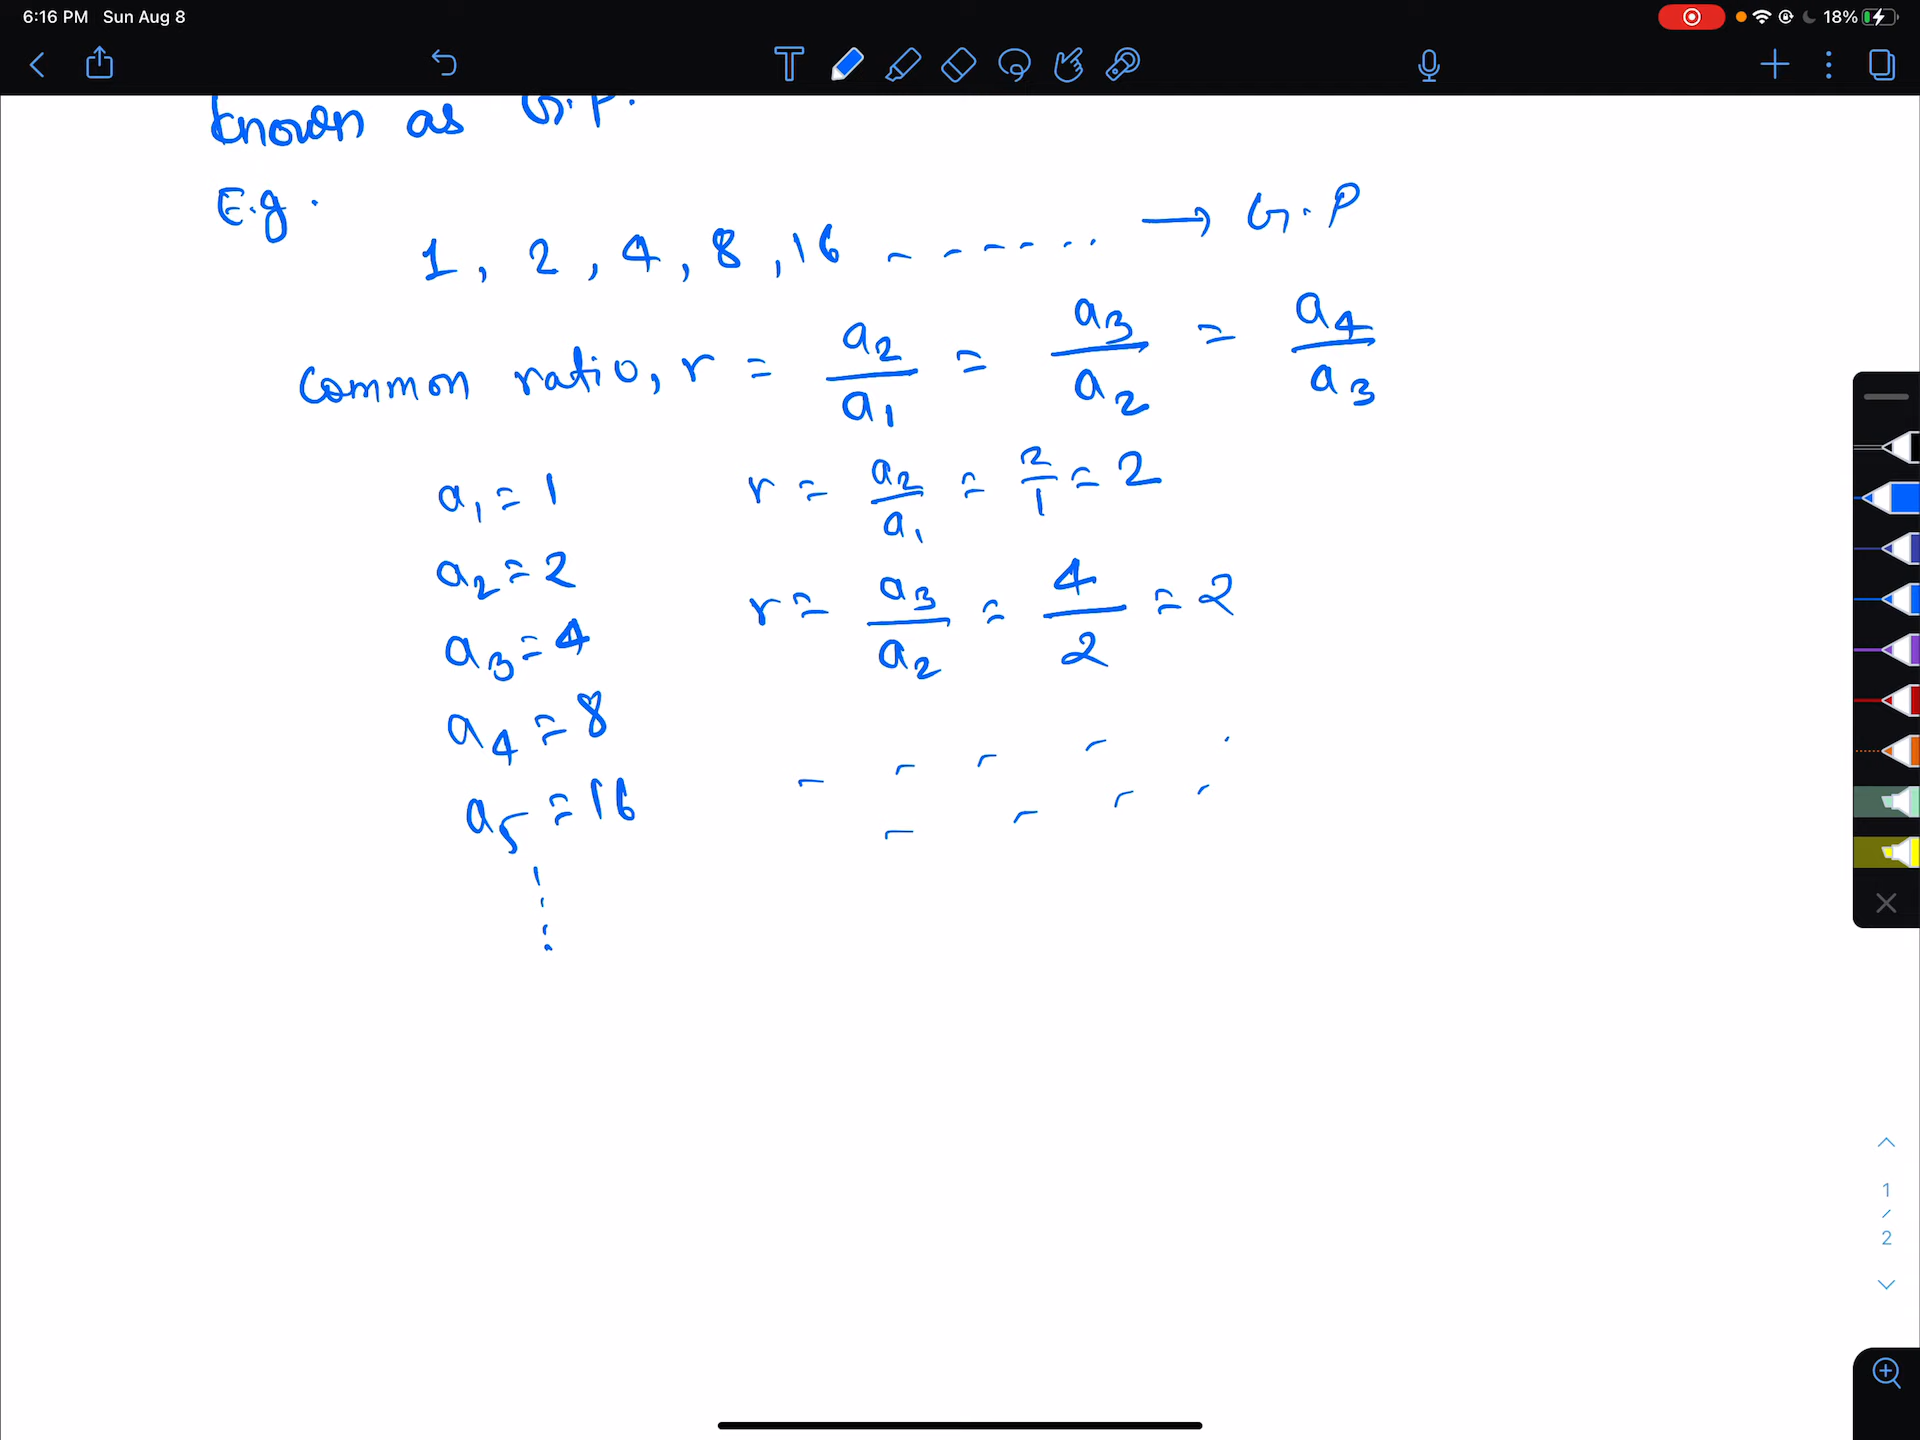 6:16 PM Sun Aug 8
18%
known as G.P.
E.g.
1, 2, 4, 8, 16 - - - - - .. → G.P
Common ratio, r = a₂/a₁ = a₃/a₂ = a₄/a₃
a₁ = 1
r = a₂/a₁ = 2/1 = 2
a₂ = 2
r = a₃/a₂ = 4/2 = 2
a₃ = 4
a₄ = 8
a₅ = 16
1
/
2